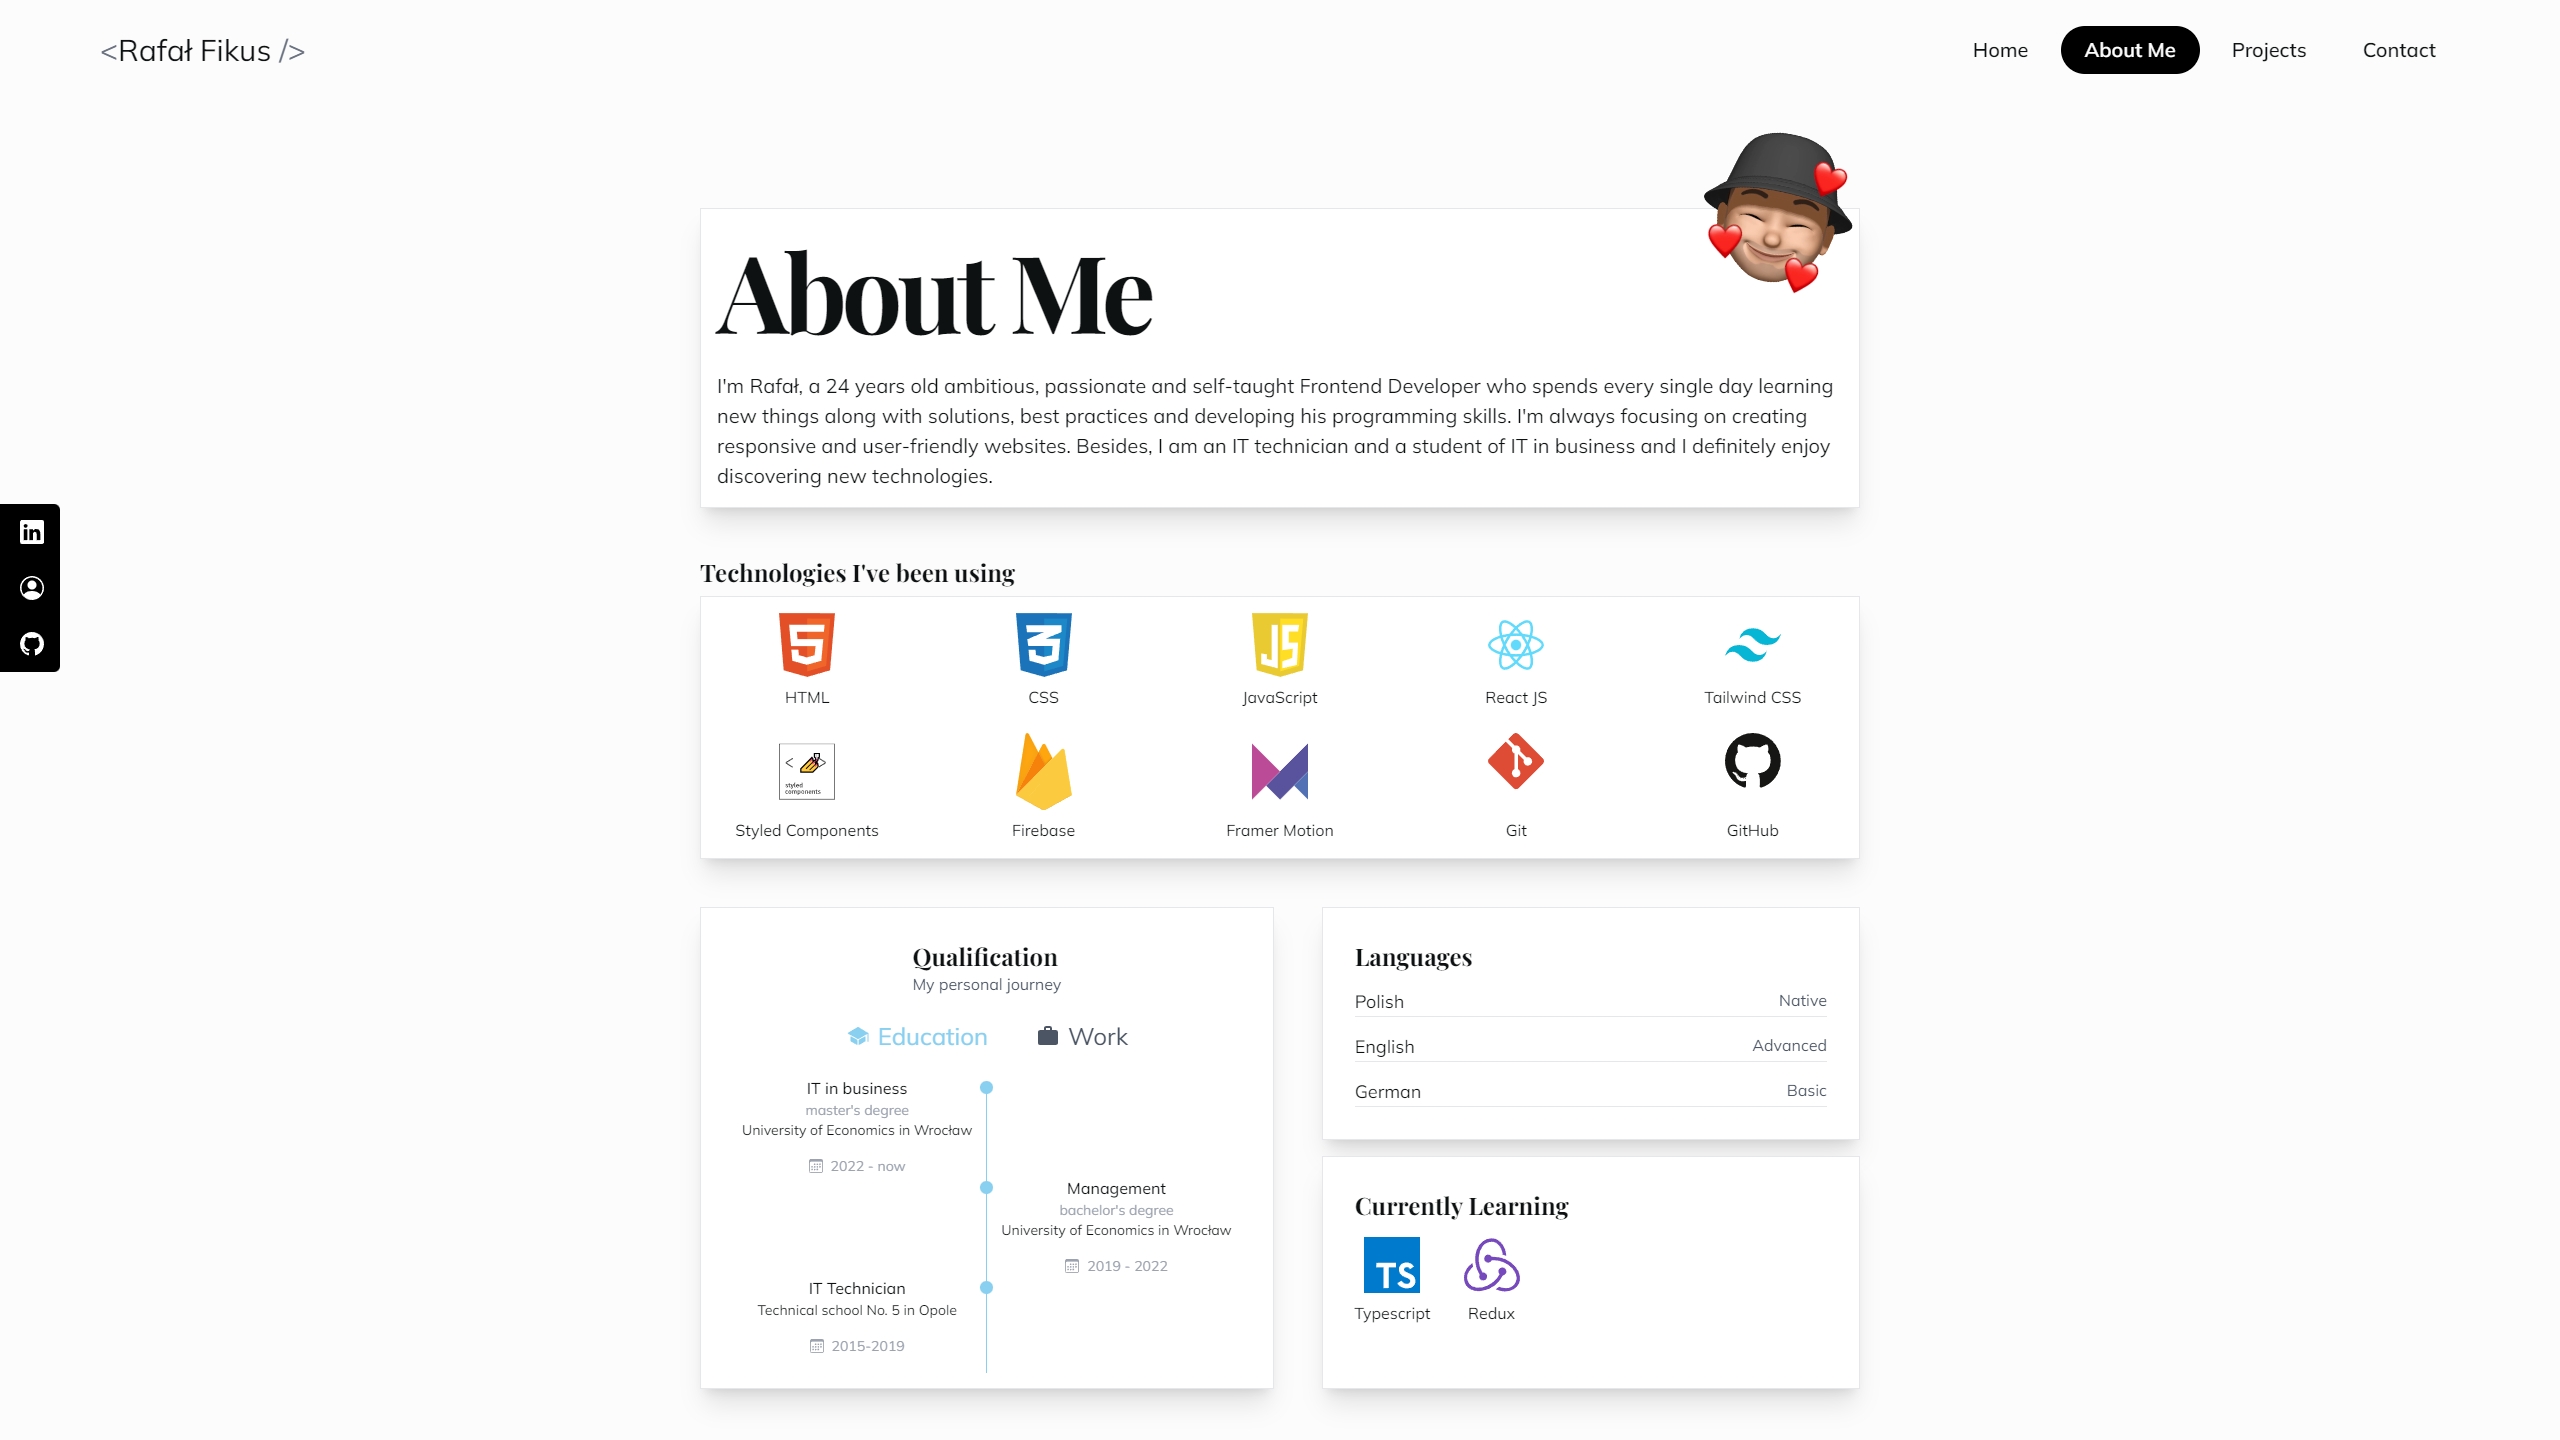 <Rafał Fikus />
Home
About Me
Projects
Contact
About Me
I'm Rafał, a 24 years old ambitious, passionate and self-taught Frontend Developer who spends every single day learning
new things along with solutions, best practices and developing his programming skills. I'm always focusing on creating
responsive and user-friendly websites. Besides, I am an IT technician and a student of IT in business and I definitely enjoy
discovering new technologies.
in
Technologies I've been using
5
3
JS
HTML
CSS
JavaScript
React JS
Tailwind CSS
< >
styled
components
Styled Components
Firebase
Framer Motion
Git
GitHub
Qualification
My personal journey
Education
Work
IT in business
master's degree
University of Economics in Wrocław
2022 - now
Management
bachelor's degree
University of Economics in Wrocław
2019 - 2022
IT Technician
Technical school No. 5 in Opole
2015-2019
Languages
Polish
Native
English
Advanced
German
Basic
Currently Learning
TS
Typescript
Redux